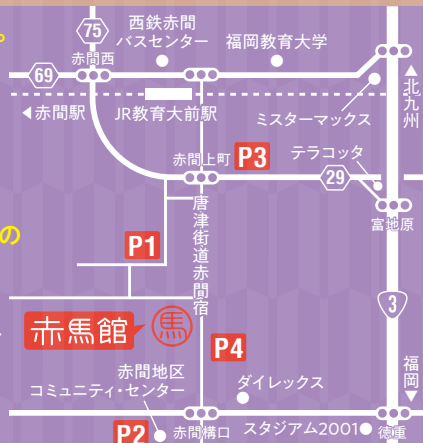 75
西鉄赤間
バスセンター
福岡教育大学
赤間西
69
◀赤間駅
JR教育大前駅
ミスターマックス
▲北九州
赤間上町
P3
テラコッタ
29
富地原
唐津街道赤間宿
の
P1
3
赤馬館
馬
P4
福岡▼
赤間地区
コミュニティ・センター
ダイレックス
P2
赤間構口
スタジアム2001
徳重